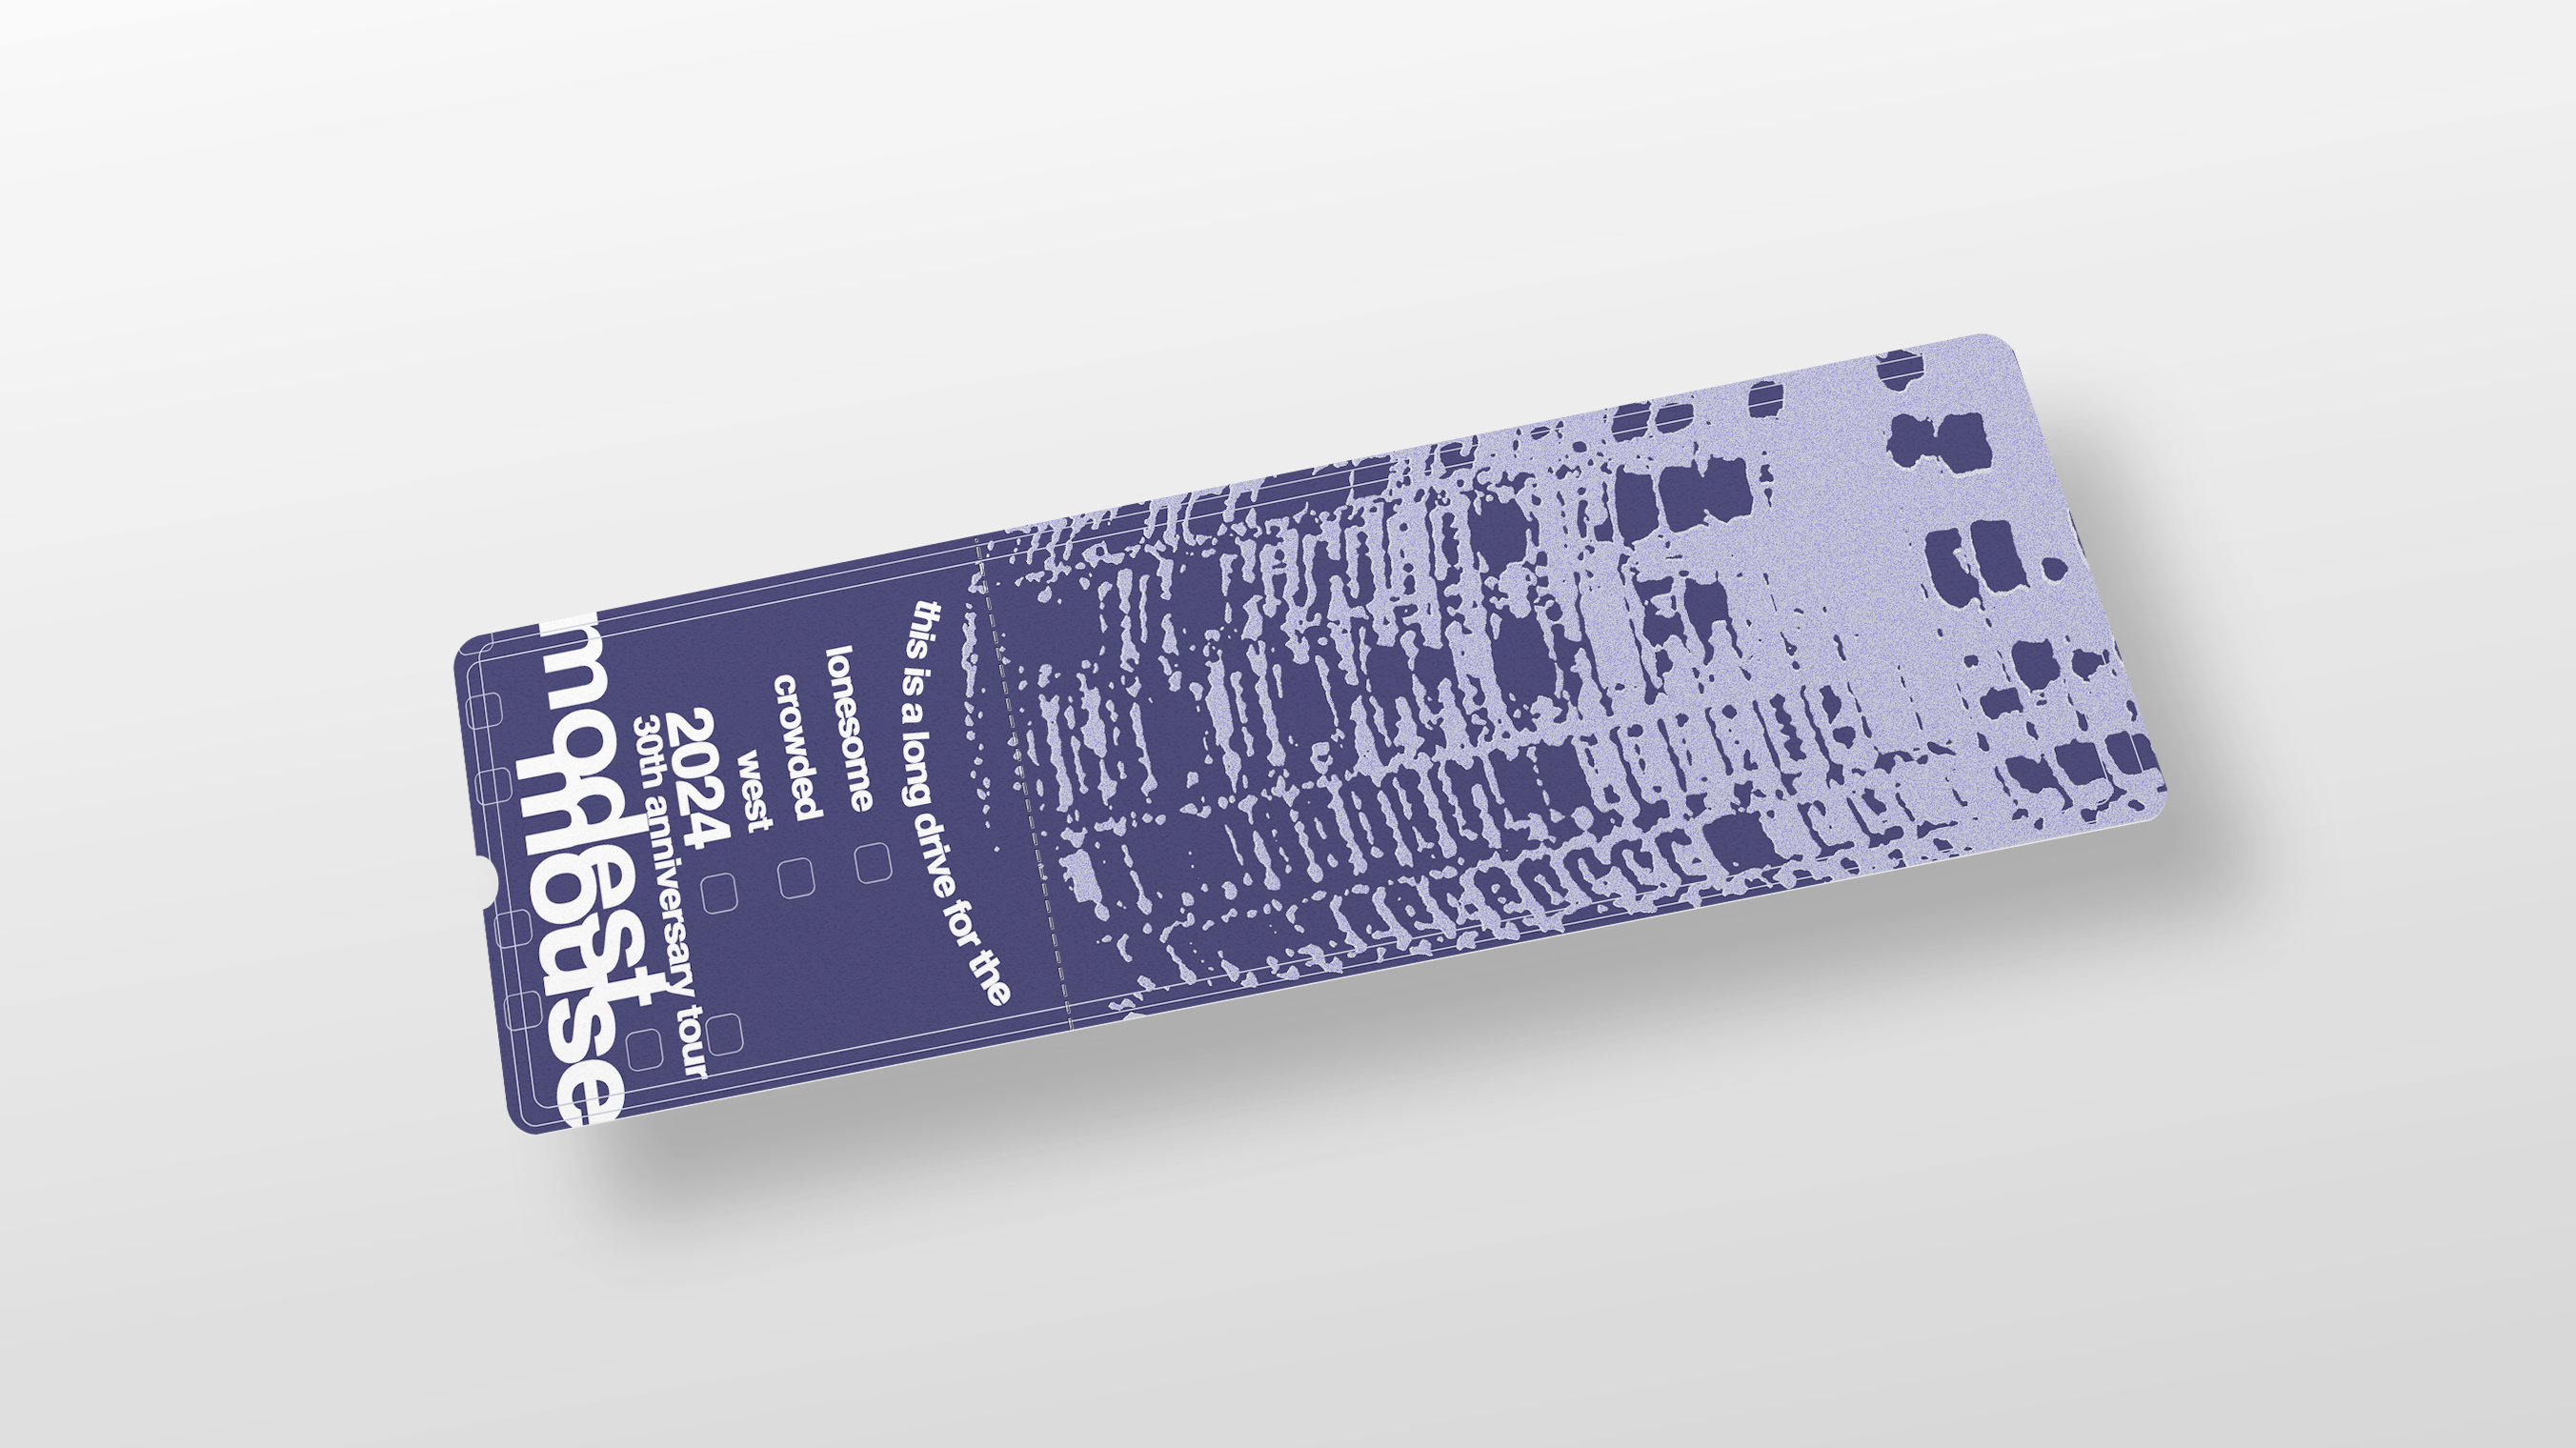 this is a long drive for the
lonesome
crowded
west
2024
30th anniversary tour
modest
mouse